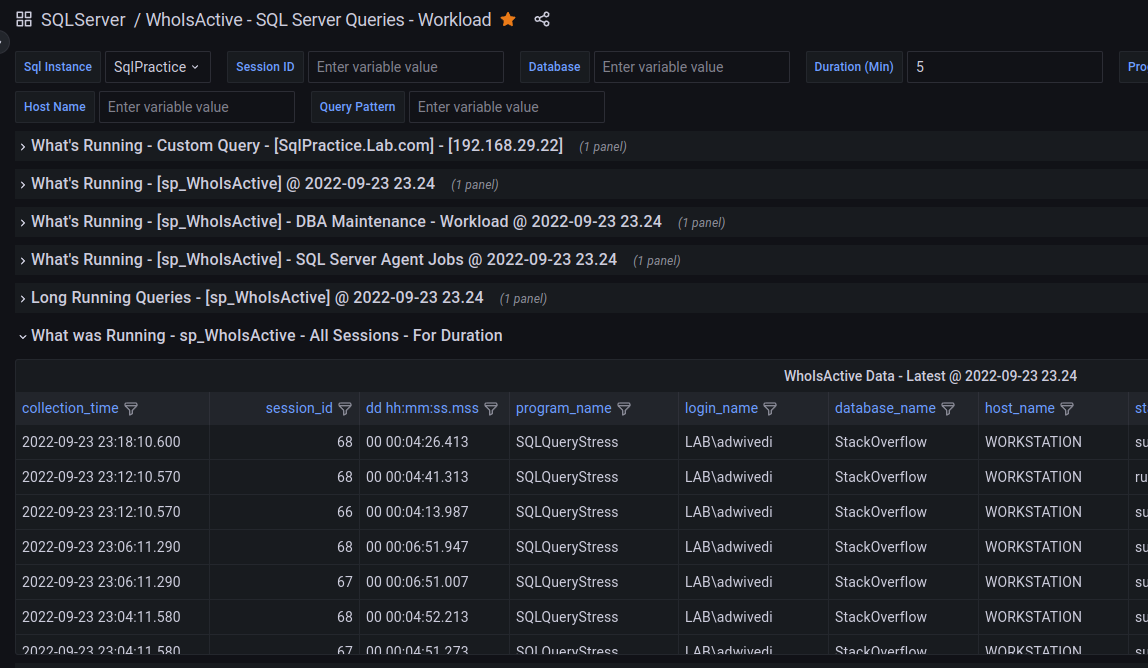 SQLServer / WhoIsActive - SQL Server Queries - Workload
Sql Instance SqlPractice Session ID Enter variable value Database Enter variable value Duration (Min) 5
Host Name Enter variable value Query Pattern Enter variable value
What's Running - Custom Query - [SqlPractice.Lab.com] - [192.168.29.22] (1 panel)
What's Running - [sp_WhoIsActive] @ 2022-09-23 23.24 (1 panel)
What's Running - [sp_WhoIsActive] - DBA Maintenance - Workload @ 2022-09-23 23.24 (1 panel)
What's Running - [sp_WhoIsActive] - SQL Server Agent Jobs @ 2022-09-23 23.24 (1 panel)
Long Running Queries - [sp_WhoIsActive] @ 2022-09-23 23.24 (1 panel)
What was Running - sp_WhoIsActive - All Sessions - For Duration
WhoIsActive Data - Latest @ 2022-09-23 23.24
collection_time session_id dd hh:mm:ss.mss program_name login_name database_name host_name
2022-09-23 23:18:10.600 68 00 00:04:26.413 SQLQueryStress LAB\adwivedi StackOverflow WORKSTATION
2022-09-23 23:12:10.570 68 00 00:04:41.313 SQLQueryStress LAB\adwivedi StackOverflow WORKSTATION
2022-09-23 23:12:10.570 66 00 00:04:13.987 SQLQueryStress LAB\adwivedi StackOverflow WORKSTATION
2022-09-23 23:06:11.290 68 00 00:06:51.947 SQLQueryStress LAB\adwivedi StackOverflow WORKSTATION
2022-09-23 23:06:11.290 67 00 00:06:51.007 SQLQueryStress LAB\adwivedi StackOverflow WORKSTATION
2022-09-23 23:04:11.580 68 00 00:04:52.213 SQLQueryStress LAB\adwivedi StackOverflow WORKSTATION
2022-09-23 23:04:11.580 67 00 00:04:51.273 SQLQueryStress LAB\adwivedi StackOverflow WORKSTATION